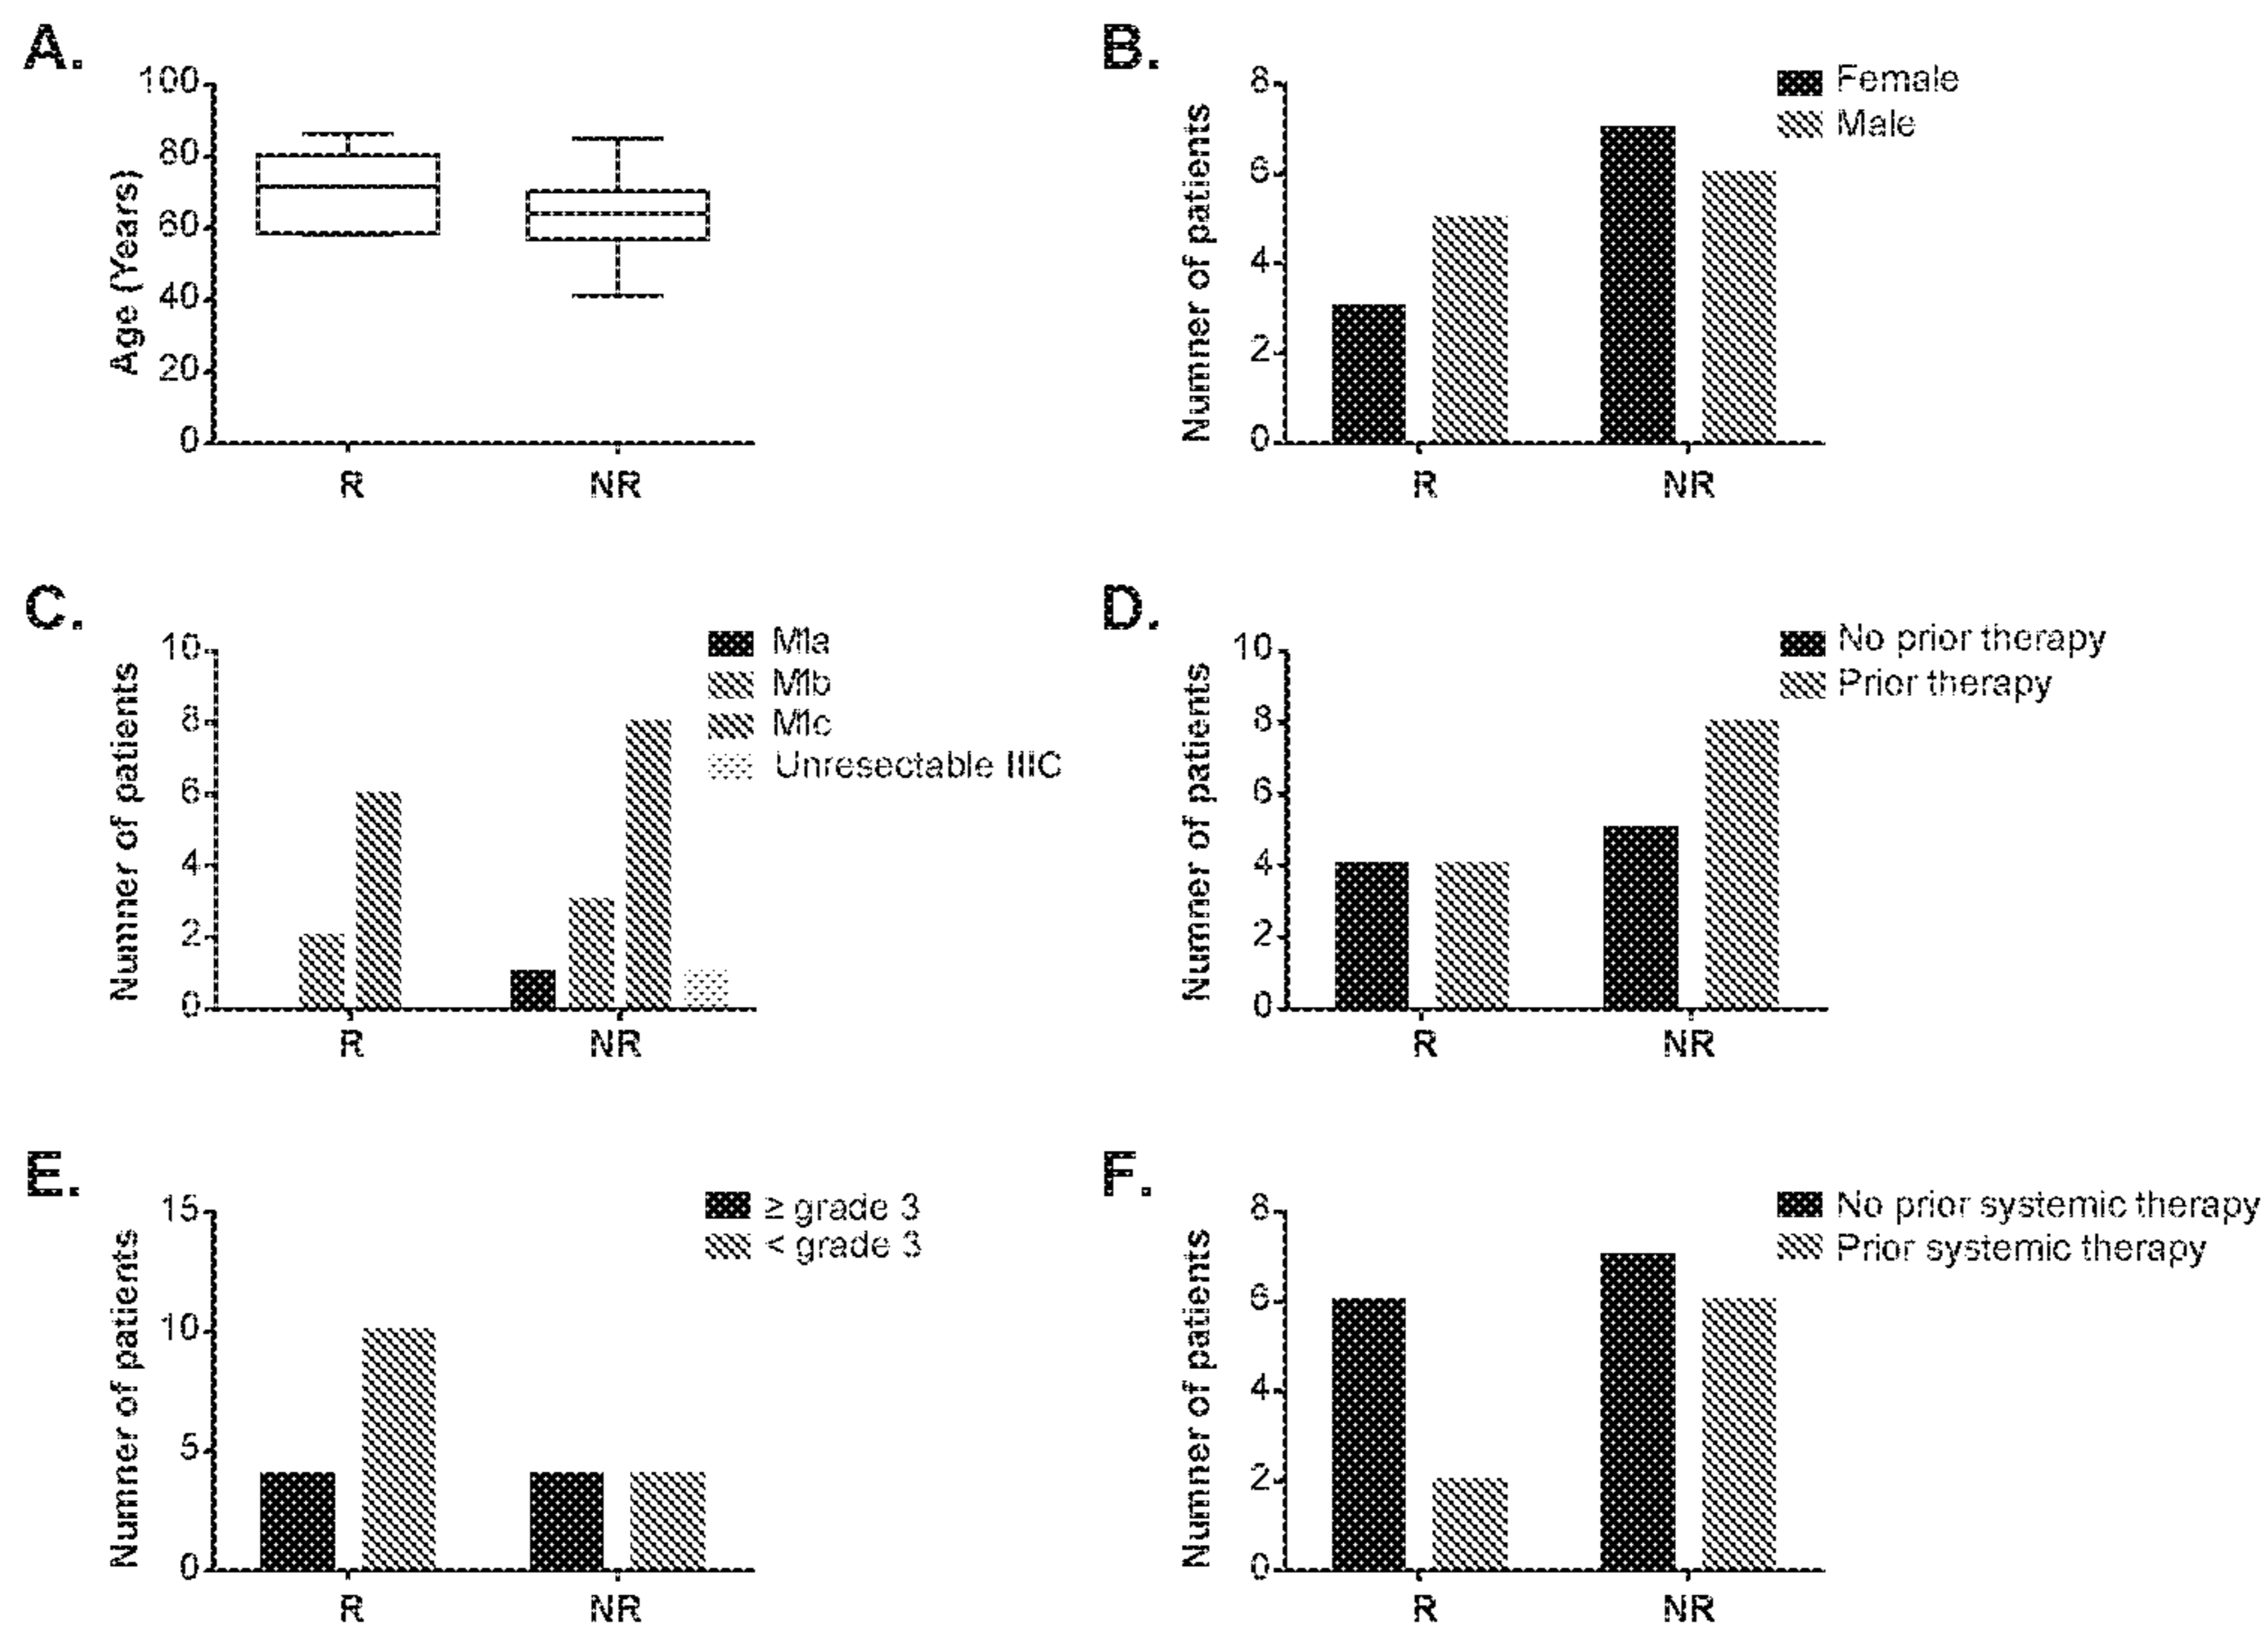 A.
100
80
60
40
20
0
Age (Years)
R
NR
B.
8
6
4
2
0
Numner of patients
R
NR
Female
Male
C.
10
8
6
4
2
0
Numner of patients
R
NR
M1a
M1b
M1c
Unresectable IIIC
D.
10
8
6
4
2
0
Numner of patients
R
NR
No prior therapy
Prior therapy
E.
15
10
5
0
Numner of patients
R
NR
≥ grade 3
< grade 3
F.
8
6
4
2
0
Numner of patients
R
NR
No prior systemic therapy
Prior systemic therapy